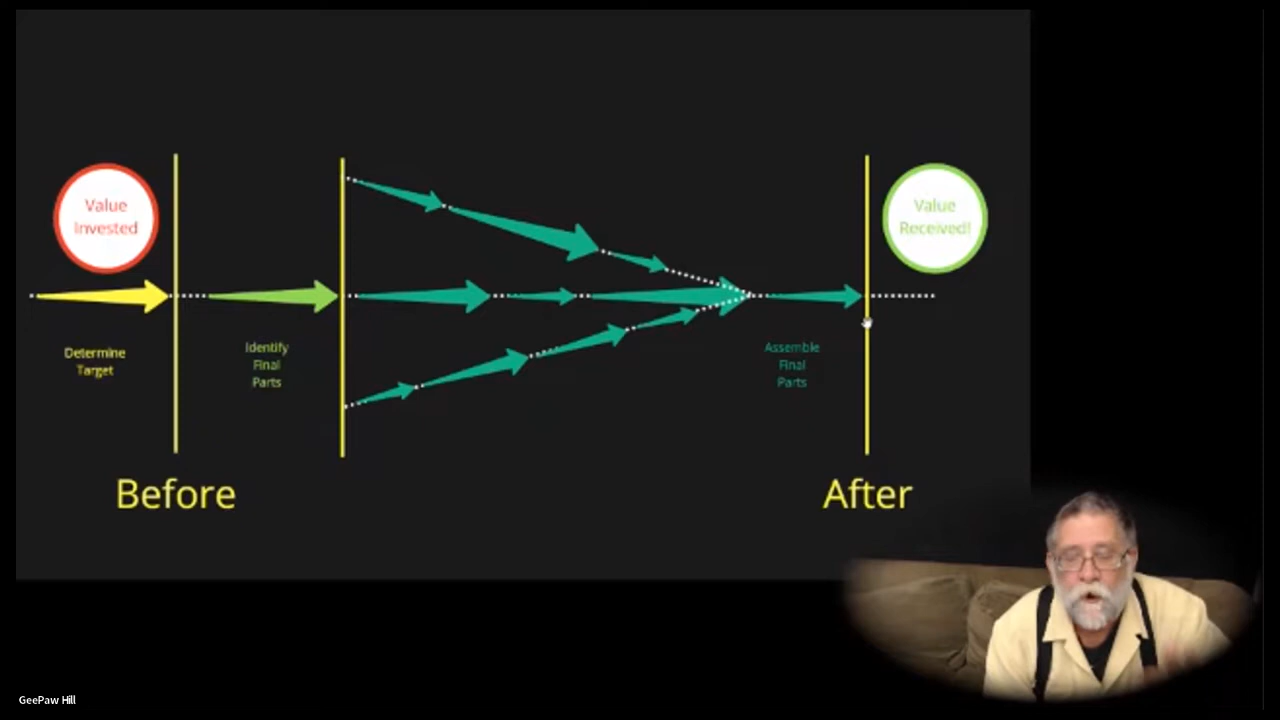 Value
Invested
Value
Received!
Determine
Target
Identify
Final
Parts
Assemble
Final
Parts
Before
After
GeePaw Hill